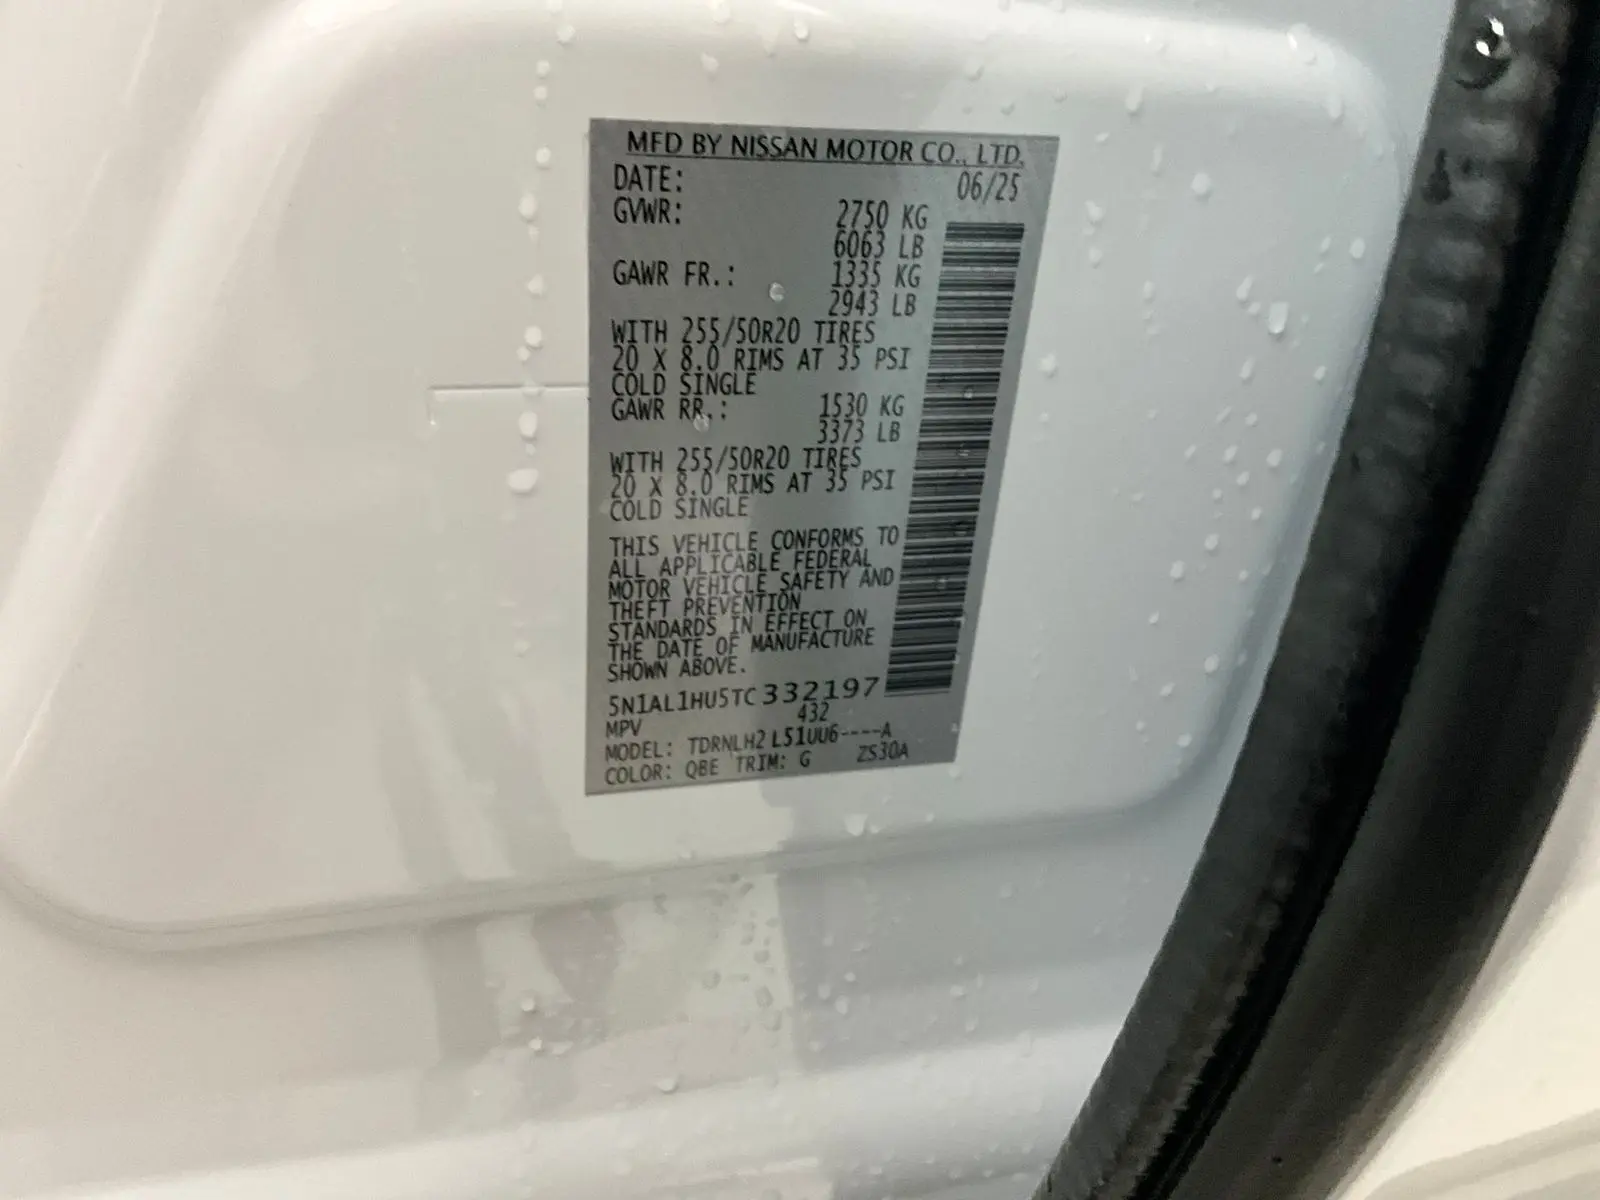 MFD BY NISSAN MOTOR CO., LTD.
DATE: 06/25
GVWR: 2750 KG
6063 LB
GAWR FR.: 1335 KG
2943 LB
WITH 255/50R20 TIRES
20 X 8.0 RIMS AT 35 PSI
COLD SINGLE
GAWR RR.: 1530 KG
3373 LB
WITH 255/50R20 TIRES
20 X 8.0 RIMS AT 35 PSI
COLD SINGLE
THIS VEHICLE CONFORMS TO
ALL APPLICABLE FEDERAL
MOTOR VEHICLE SAFETY AND
THEFT PREVENTION
STANDARDS IN EFFECT ON
THE DATE OF MANUFACTURE
SHOWN ABOVE.
5N1AL1HU5TC332197
MPV 432
MODEL: TDRNLH2 L51UU6----A
COLOR: QBE TRIM: G ZS30A